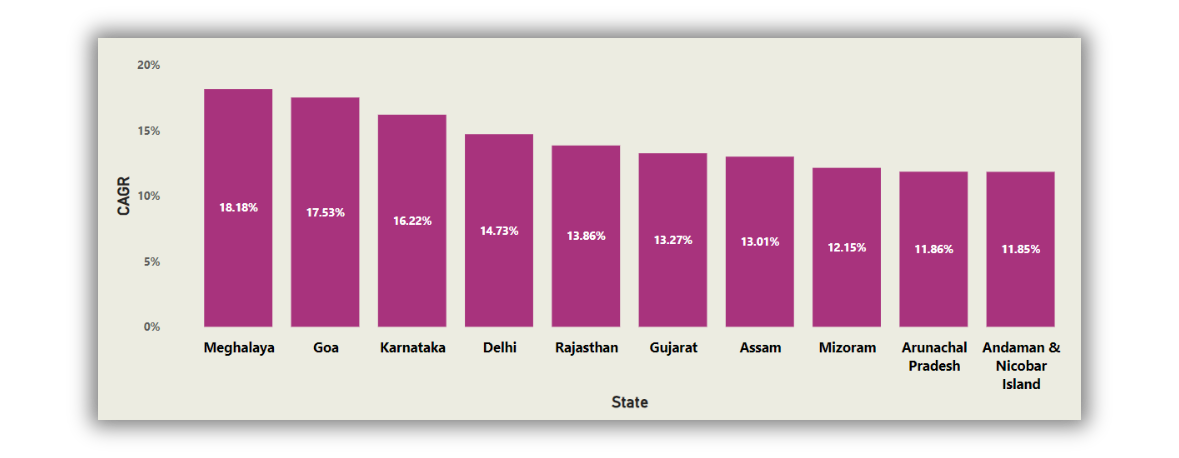 20%
15%
10%
5%
0%
CAGR
18.18%
17.53%
16.22%
14.73%
13.86%
13.27%
13.01%
12.15%
11.86%
11.85%
Meghalaya
Goa
Karnataka
Delhi
Rajasthan
Gujarat
Assam
Mizoram
Arunachal
Pradesh
Andaman &
Nicobar
Island
State